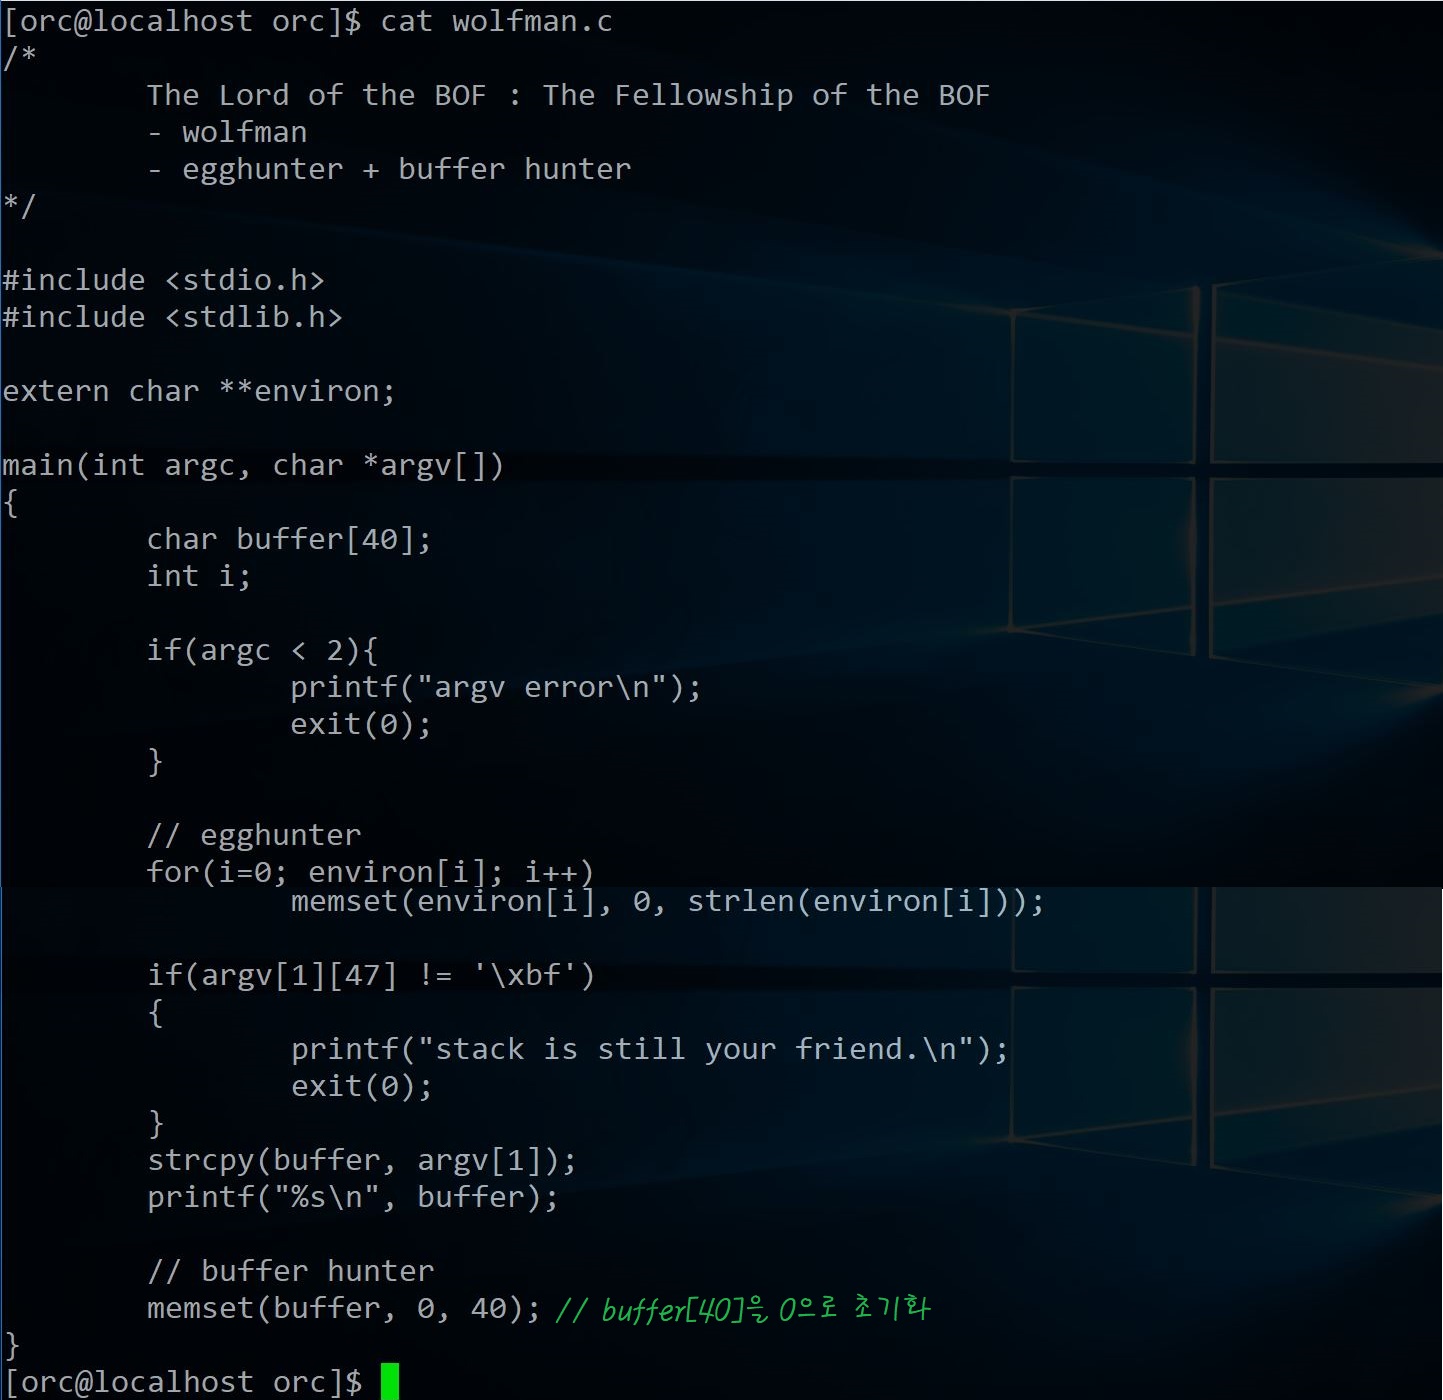 [orc@localhost orc]$ cat wolfman.c
/*
        The Lord of the BOF : The Fellowship of the BOF
        - wolfman
        - egghunter + buffer hunter
*/

#include <stdio.h>
#include <stdlib.h>

extern char **environ;

main(int argc, char *argv[])
{
        char buffer[40];
        int i;

        if(argc < 2){
                printf("argv error\n");
                exit(0);
        }

        // egghunter
        for(i=0; environ[i]; i++)
                memset(environ[i], 0, strlen(environ[i]));

        if(argv[1][47] != '\xbf')
        {
                printf("stack is still your friend.\n");
                exit(0);
        }
        strcpy(buffer, argv[1]);
        printf("%s\n", buffer);

        // buffer hunter
        memset(buffer, 0, 40); // buffer[40]을 0으로 초기화
}
[orc@localhost orc]$